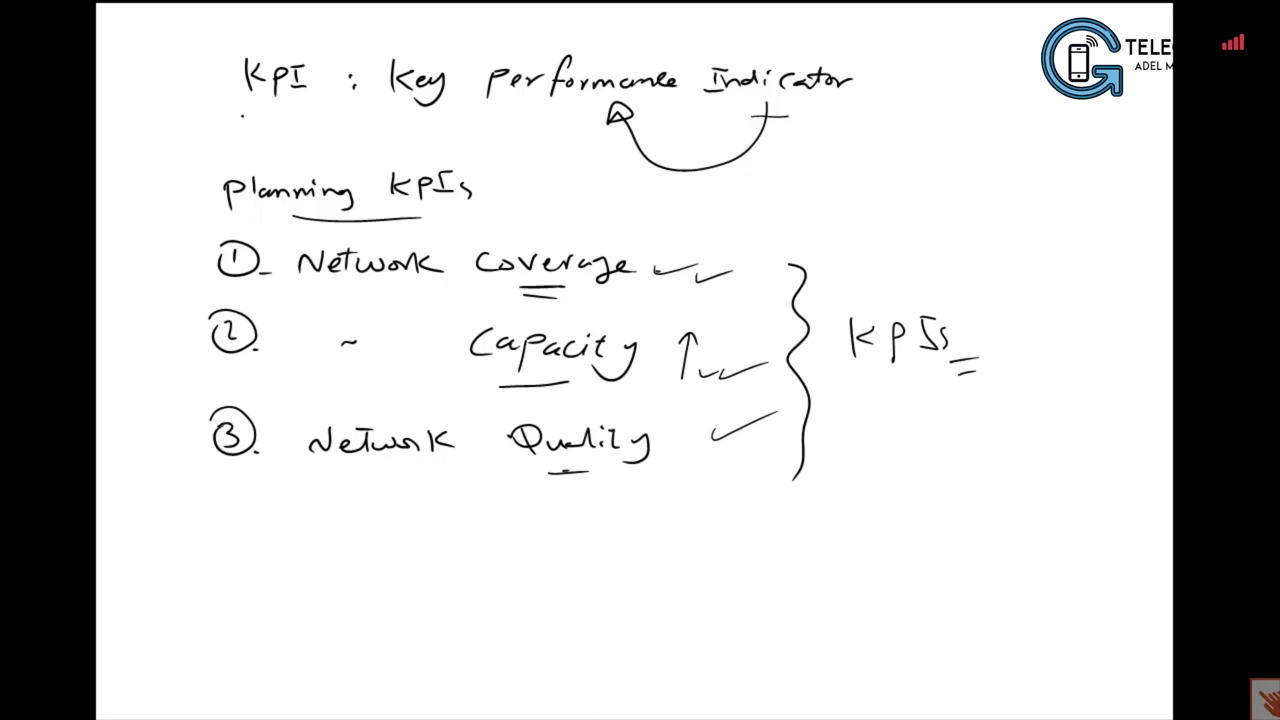 KPI : Key Performance Indicator
Planning KPIs
1 - Network Coverage
2. ~ Capacity ↑
3. Network Quality
KPIs
TELE
ADEL M